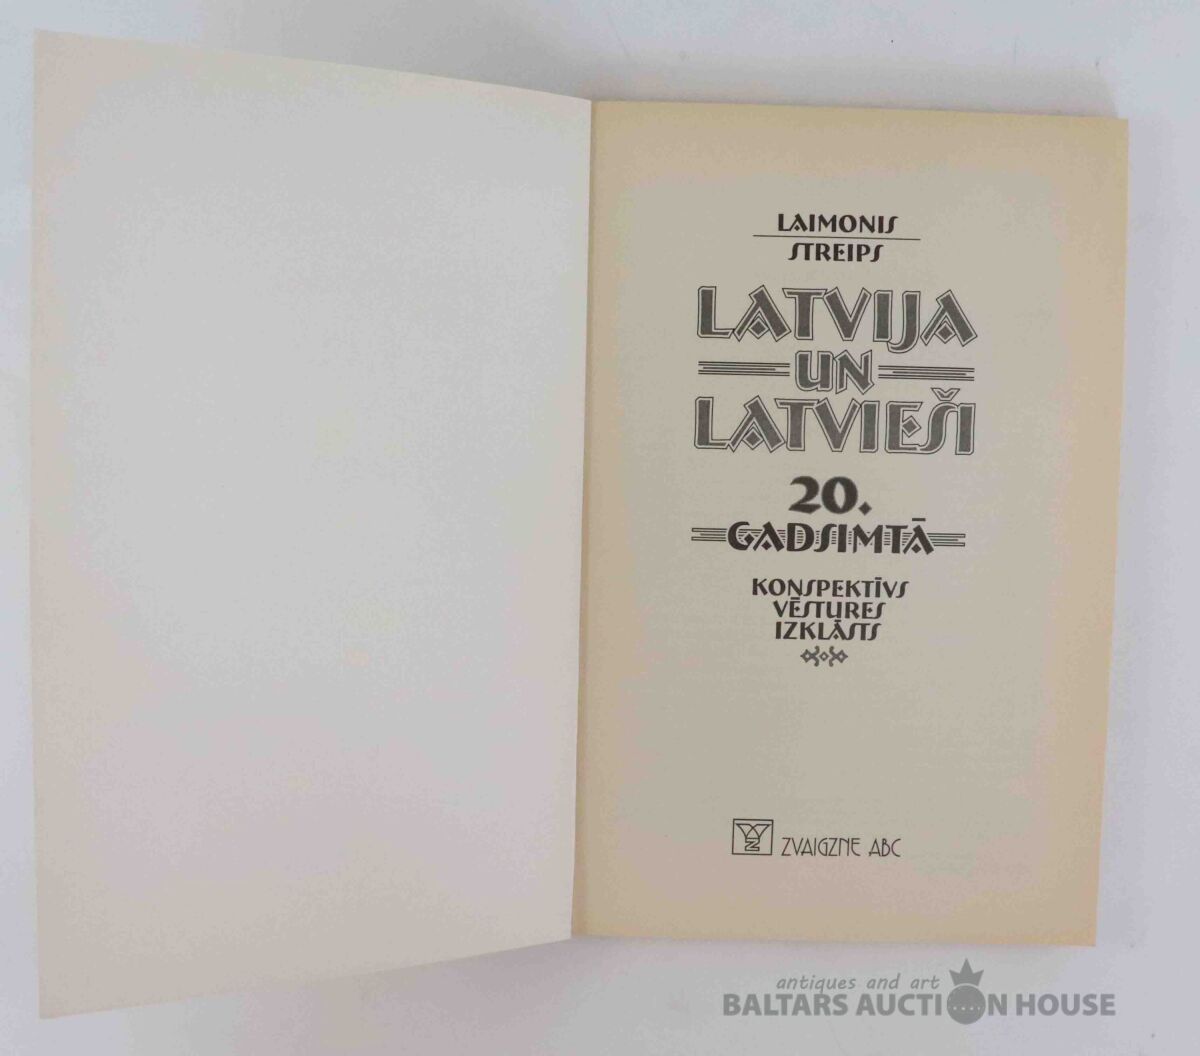 LAIMONIS
STREIPS
LATVIJA
UN
LATVIEŠI
20.
GADSIMTĀ
KONSPEKTĪVS
VĒSTURES
IZKLĀSTS
ZVAIGZNE ABC
antiques and art
BALTARS AUCTION HOUSE